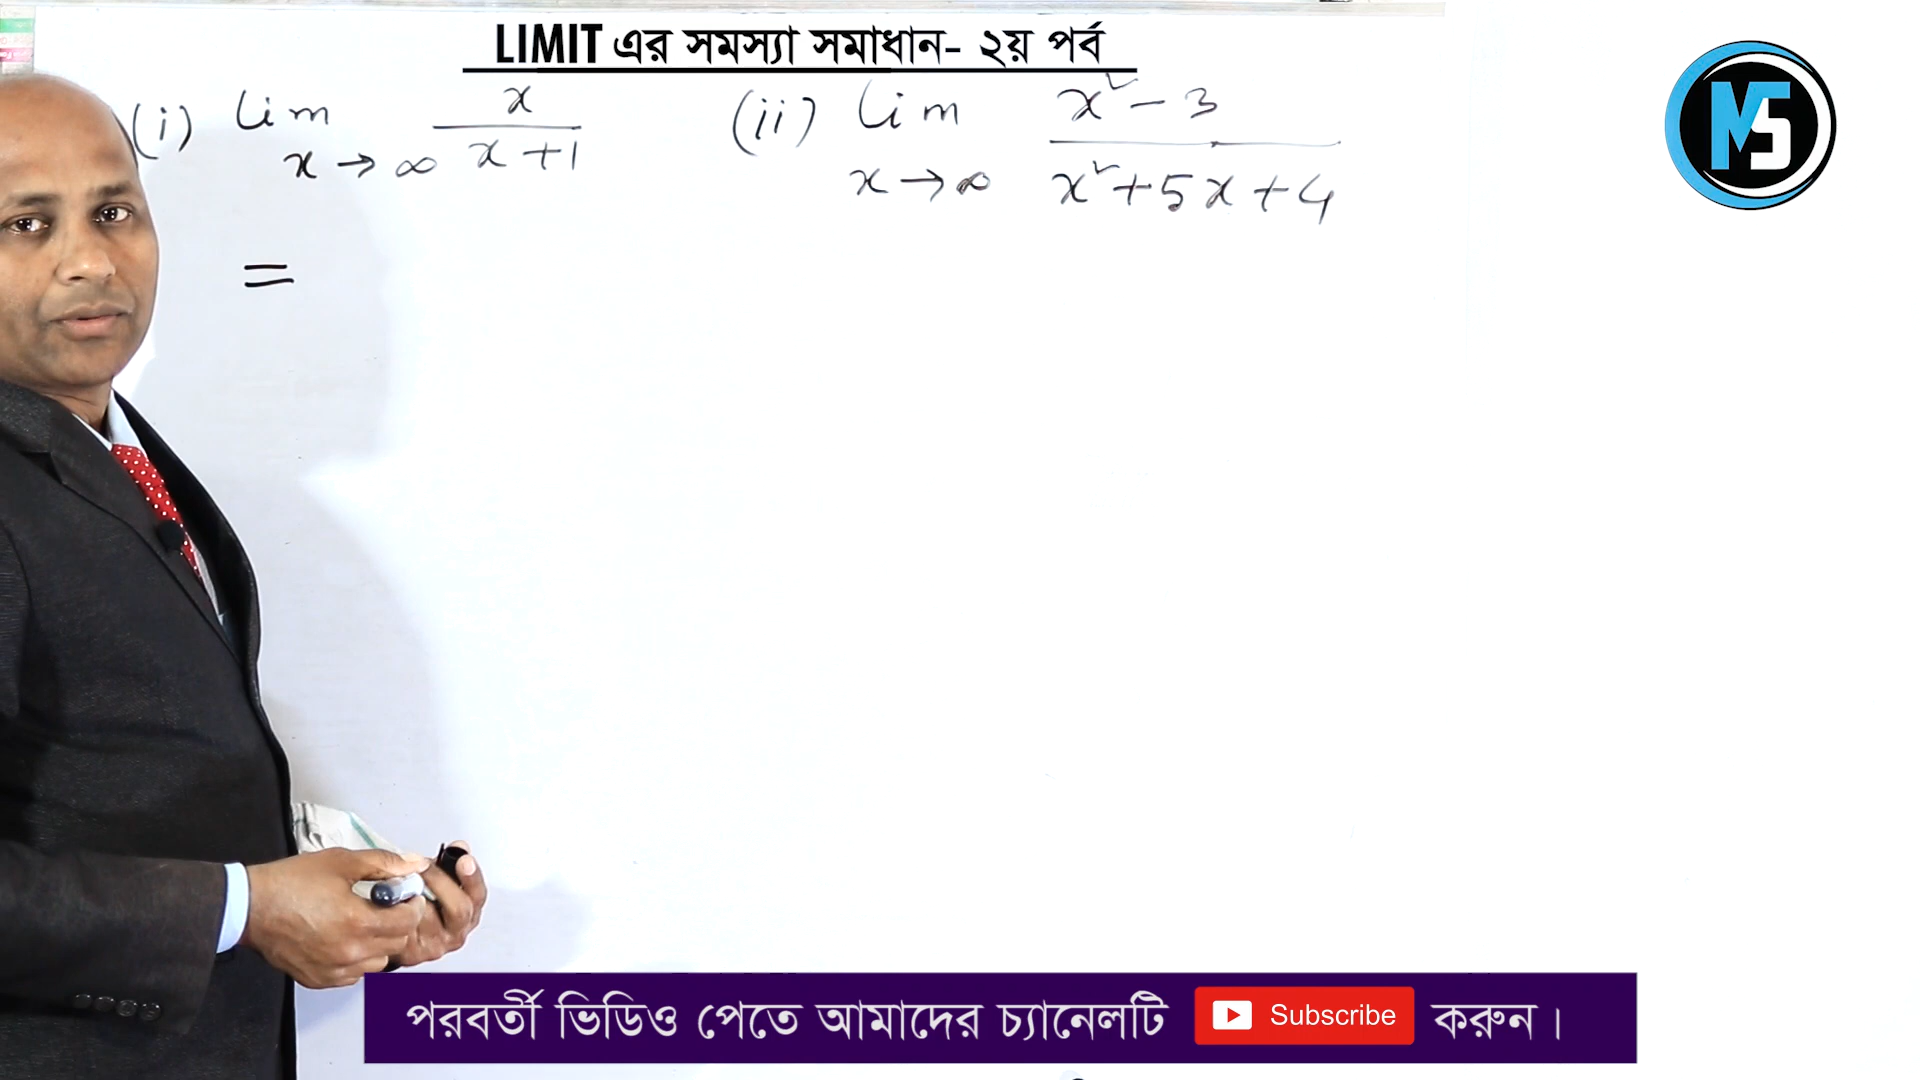 LIMIT এর সমস্যা সমাধান- ২য় পর্ব
(i) lim x→∞ x/(x+1)
(ii) lim x→∞ (x²-3)/(x²+5x+4)
=
MS
পরবর্তী ভিডিও পেতে আমাদের চ্যানেলটি Subscribe করুন।